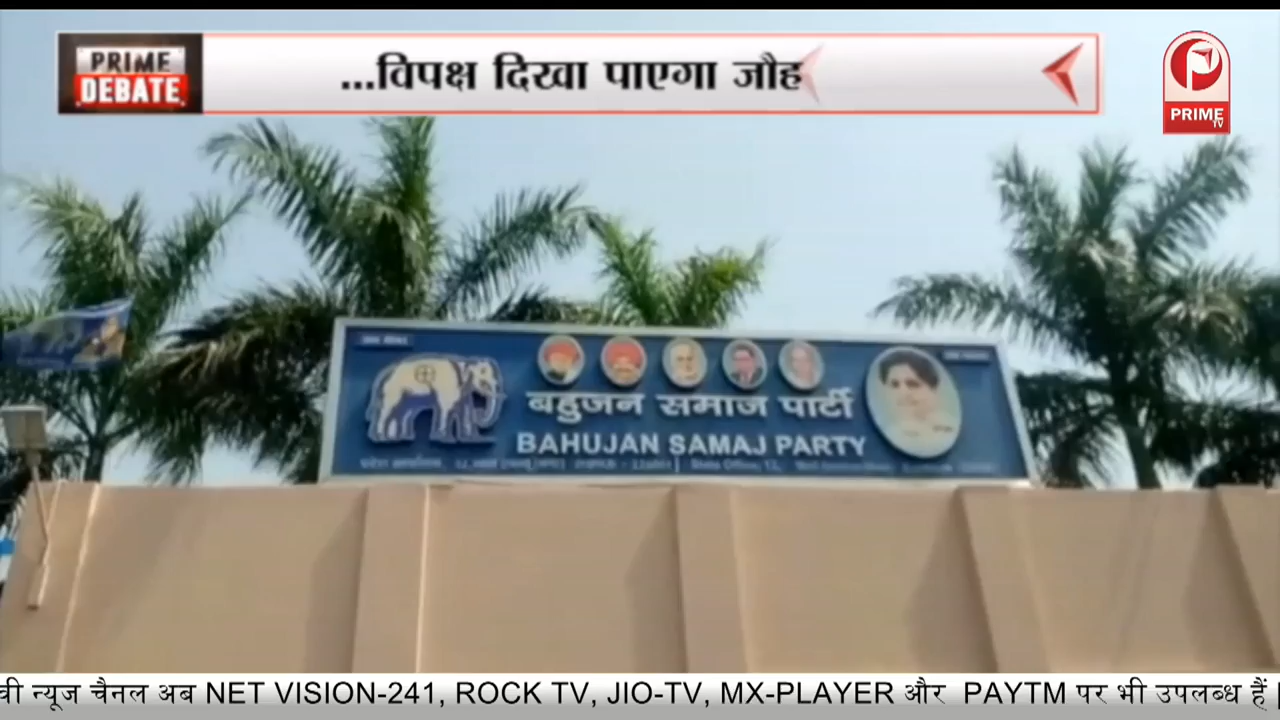 PRIME
DEBATE
...विपक्ष दिखा पाएगा जौह
PRIME
TV
बहुजन समाज पार्टी
BAHUJAN SAMAJ PARTY
वी न्यूज चैनल अब NET VISION-241, ROCK TV, JIO-TV, MX-PLAYER और PAYTM पर भी उपलब्ध हैं |